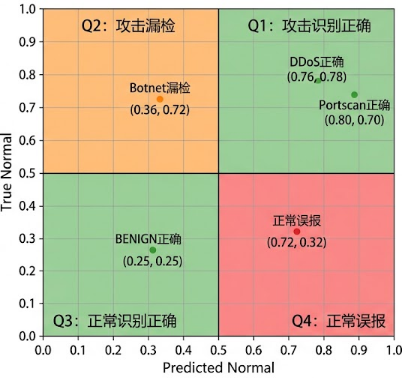 Q2：攻击漏检
Q1：攻击识别正确
DDoS正确
(0.76, 0.78)
Botnet漏检
(0.36, 0.72)
Portscan正确
(0.80, 0.70)
正常误报
(0.72, 0.32)
BENIGN正确
(0.25, 0.25)
Q3：正常识别正确
Q4：正常误报
True Normal
1.0
0.9
0.8
0.7
0.6
0.5
0.4
0.3
0.2
0.1
0.0
0.0 0.1 0.2 0.3 0.4 0.5 0.6 0.7 0.8 0.9 1.0
Predicted Normal